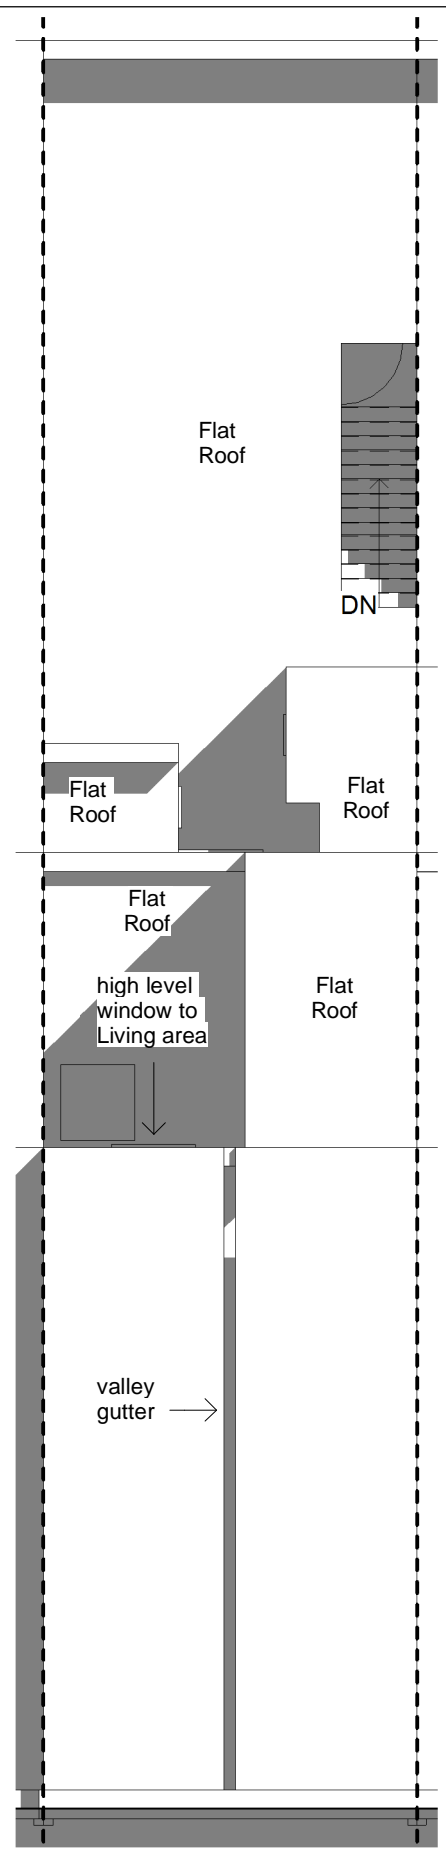 Flat
Roof
DN
Flat
Roof
Flat
Roof
Flat
Roof
high level
window to
Living area
Flat
Roof
valley
gutter